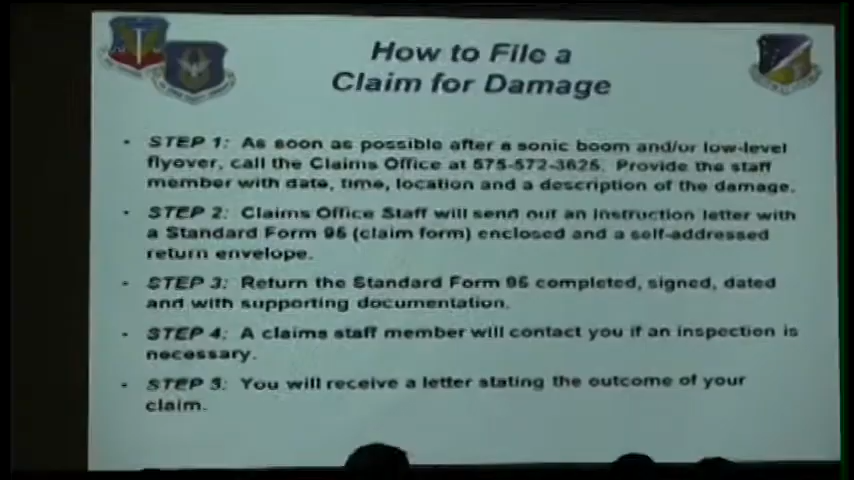 How to File a
Claim for Damage
• STEP 1: As soon as possible after a sonic boom and/or low-level
flyover, call the Claims Office at 575-572-3625. Provide the staff
member with date, time, location and a description of the damage.
• STEP 2: Claims Office Staff will send out an instruction letter with
a Standard Form 95 (claim form) enclosed and a self-addressed
return envelope.
• STEP 3: Return the Standard Form 95 completed, signed, dated
and with supporting documentation.
• STEP 4: A claims staff member will contact you if an inspection is
necessary.
• STEP 5: You will receive a letter stating the outcome of your
claim.